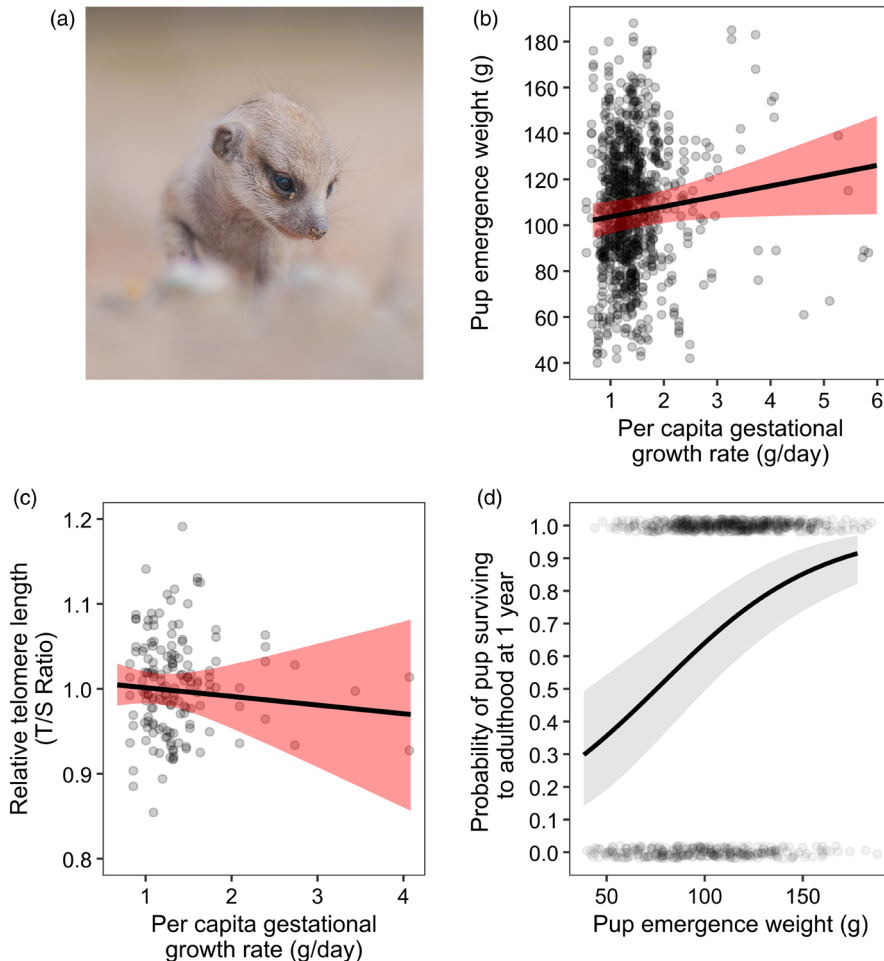 (a)
(b)
180
160
140
120
100
80
60
40
Pup emergence weight (g)
1 2 3 4 5 6
Per capita gestational
growth rate (g/day)
(c)
1.2
1.1
1.0
0.9
0.8
Relative telomere length
(T/S Ratio)
1 2 3 4
Per capita gestational
growth rate (g/day)
(d)
1.0
0.9
0.8
0.7
0.6
0.5
0.4
0.3
0.2
0.1
0.0
Probability of pup surviving
to adulthood at 1 year
50 100 150
Pup emergence weight (g)